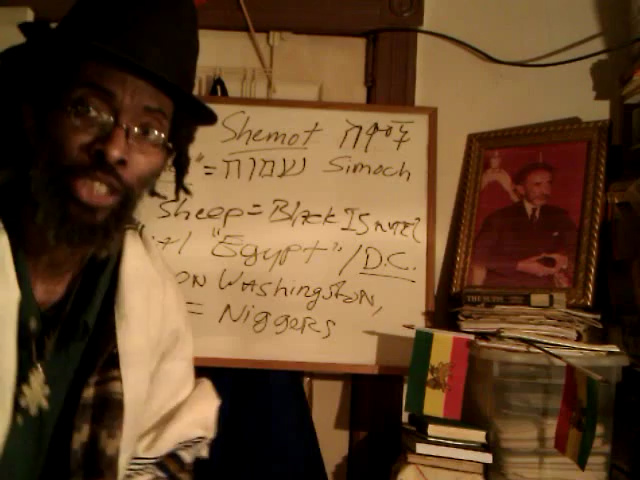 Shemot
" = שמות Simoch
Sheep = Black Israel
"Egypt" / D.C.
ON Washington,
= Niggers